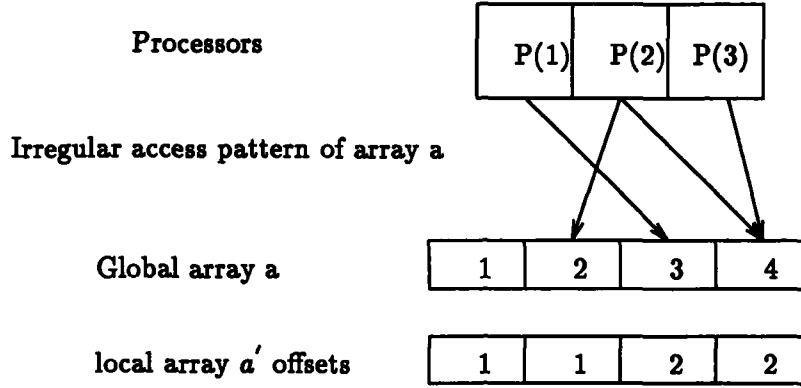 Processors P(1) P(2) P(3)
Irregular access pattern of array a
Global array a 1 2 3 4
local array a′ offsets 1 1 2 2